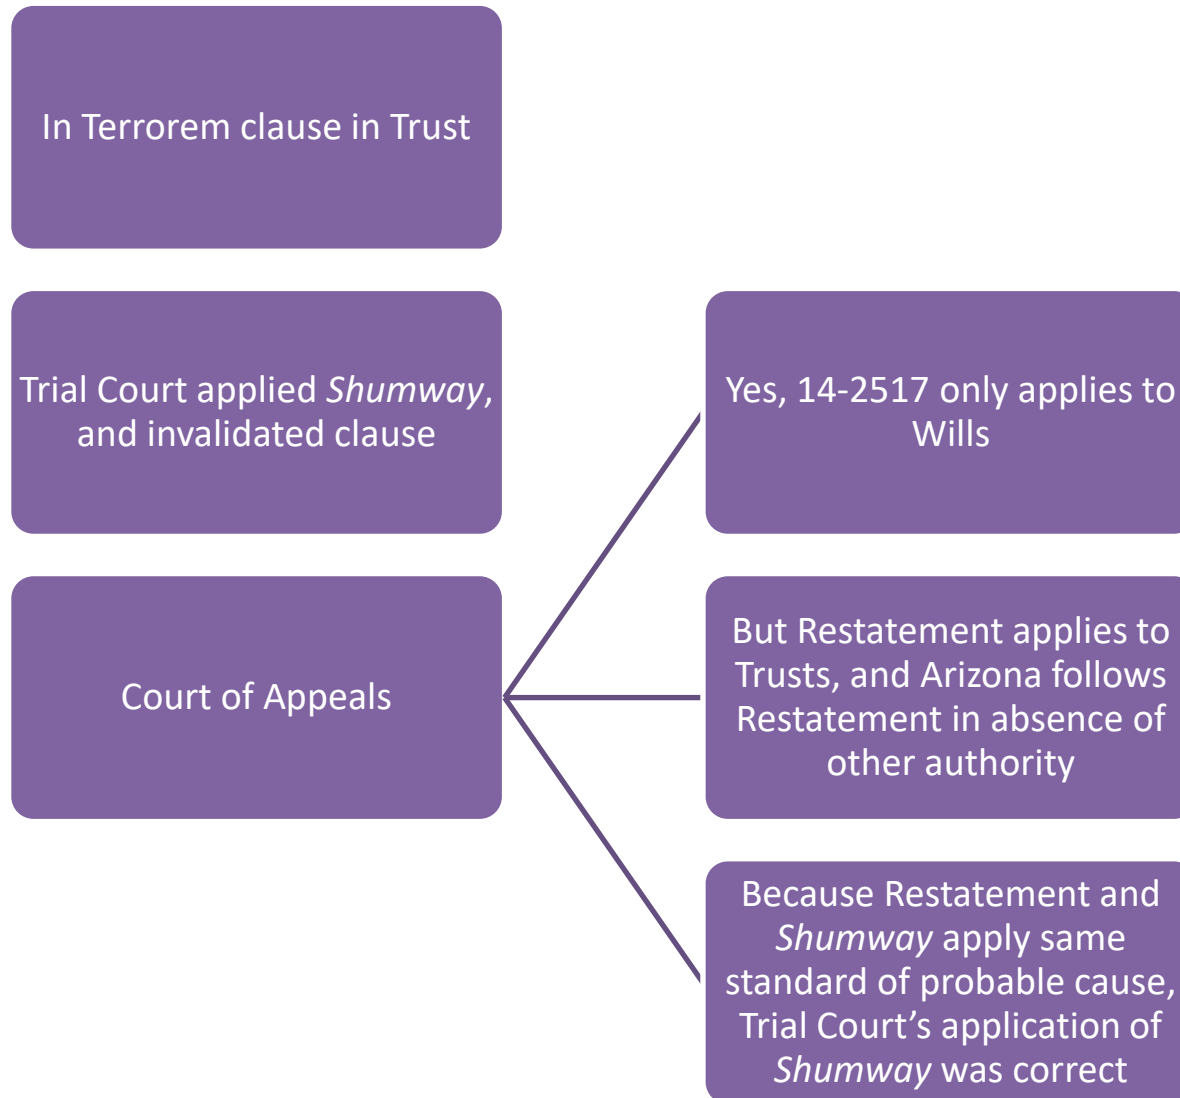 In Terrorem clause in Trust
Trial Court applied Shumway,
and invalidated clause
Court of Appeals
Yes, 14-2517 only applies to
Wills
But Restatement applies to
Trusts, and Arizona follows
Restatement in absence of
other authority
Because Restatement and
Shumway apply same
standard of probable cause,
Trial Court’s application of
Shumway was correct